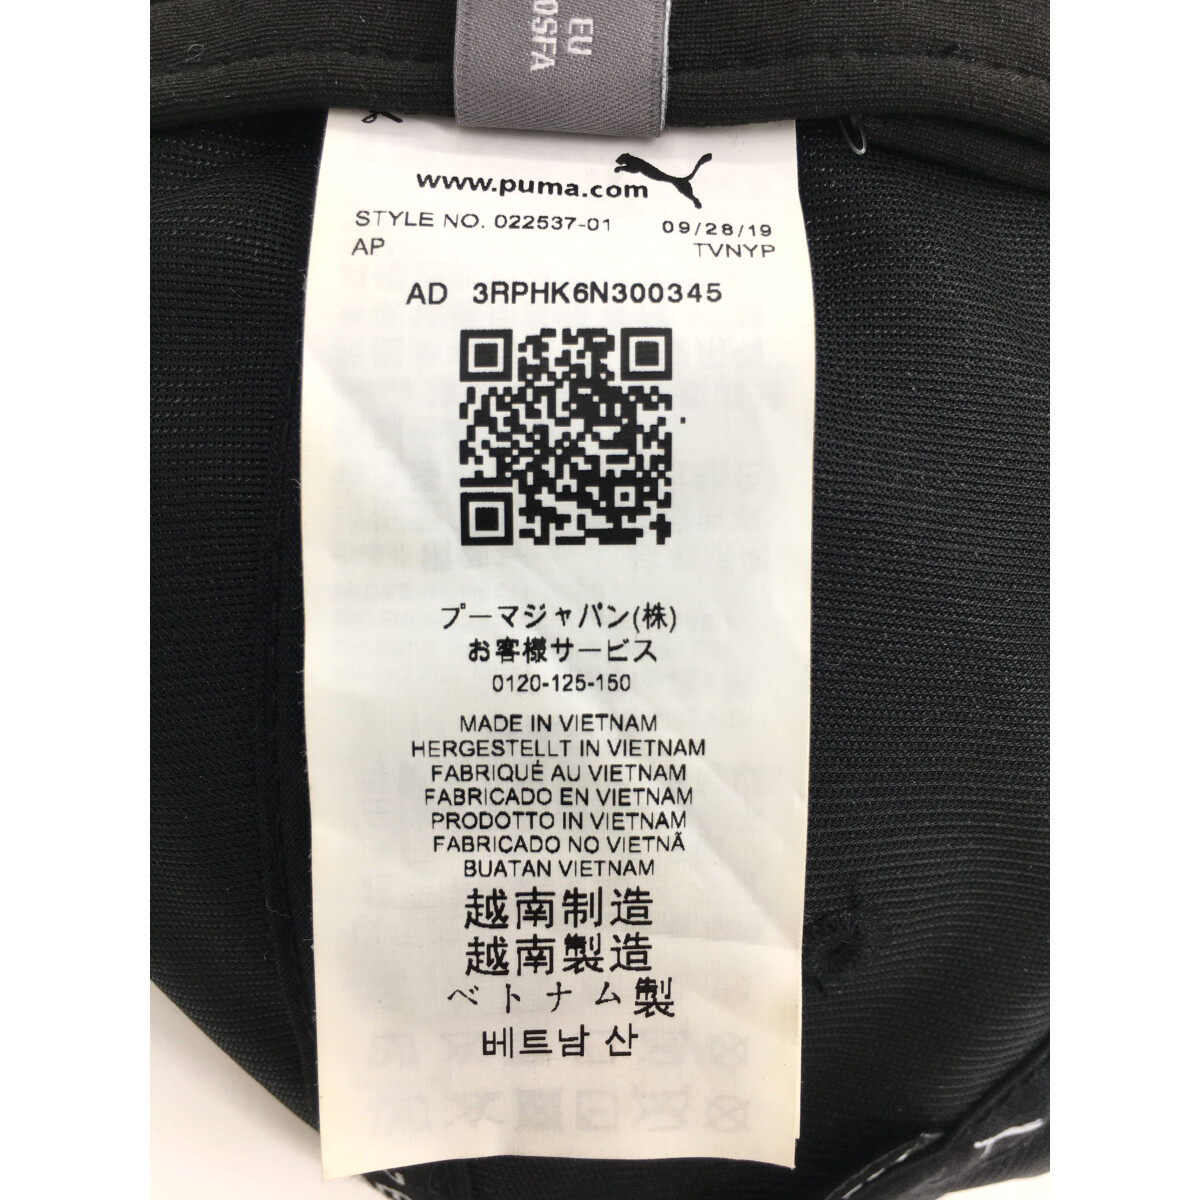 EU
OSFA
www.puma.com
STYLE NO. 022537-01 09/28/19
AP TVNYP
AD 3RPHK6N300345
プーマジャパン(株)
お客様サービス
0120-125-150
MADE IN VIETNAM
HERGESTELLT IN VIETNAM
FABRIQUÉ AU VIETNAM
FABRICADO EN VIETNAM
PRODOTTO IN VIETNAM
FABRICADO NO VIETNÃ
BUATAN VIETNAM
越南制造
越南製造
ベトナム製
베트남 산